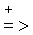 +
=>